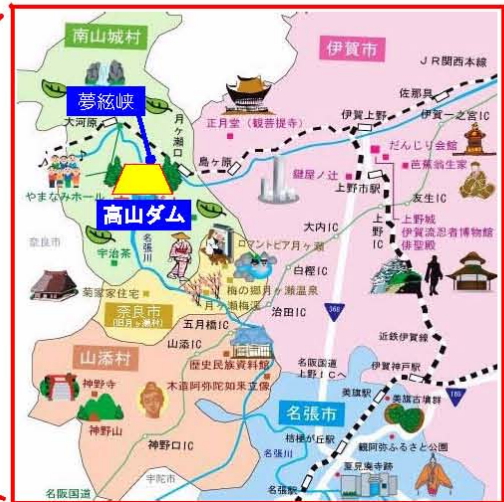 南山城村
伊賀市
JR関西本線
佐那具
夢絃峡
大河原
月ヶ瀬口
正月堂(観菩提寺)
伊賀上野
伊賀一之宮IC
島ヶ原
だんじり会館
芭蕉翁生家
鍵屋ノ辻
上野市駅
やまなみホール
高山ダム
友生IC
上野城
伊賀流忍者博物館
俳聖殿
上野IC
大内IC
奈良市
宇治茶
名張川
ロマントピア月ヶ瀬
白樫IC
菊家家住宅
梅の郷月ヶ瀬温泉
月ヶ瀬梅渓
治田IC
368
奈良市
(旧月ヶ瀬村)
五月橋IC
近鉄伊賀線
山添村
山添IC
名阪国道
上野ICへ
伊賀神戸駅
歴史民族資料館
木造阿弥陀如来立像
美旗駅
美旗古墳群
神野寺
名張市
神野山
桔梗が丘駅
観阿弥ふるさと公園
神野口IC
名張川
夏見廃寺跡
宇陀市
名阪国道
名張駅